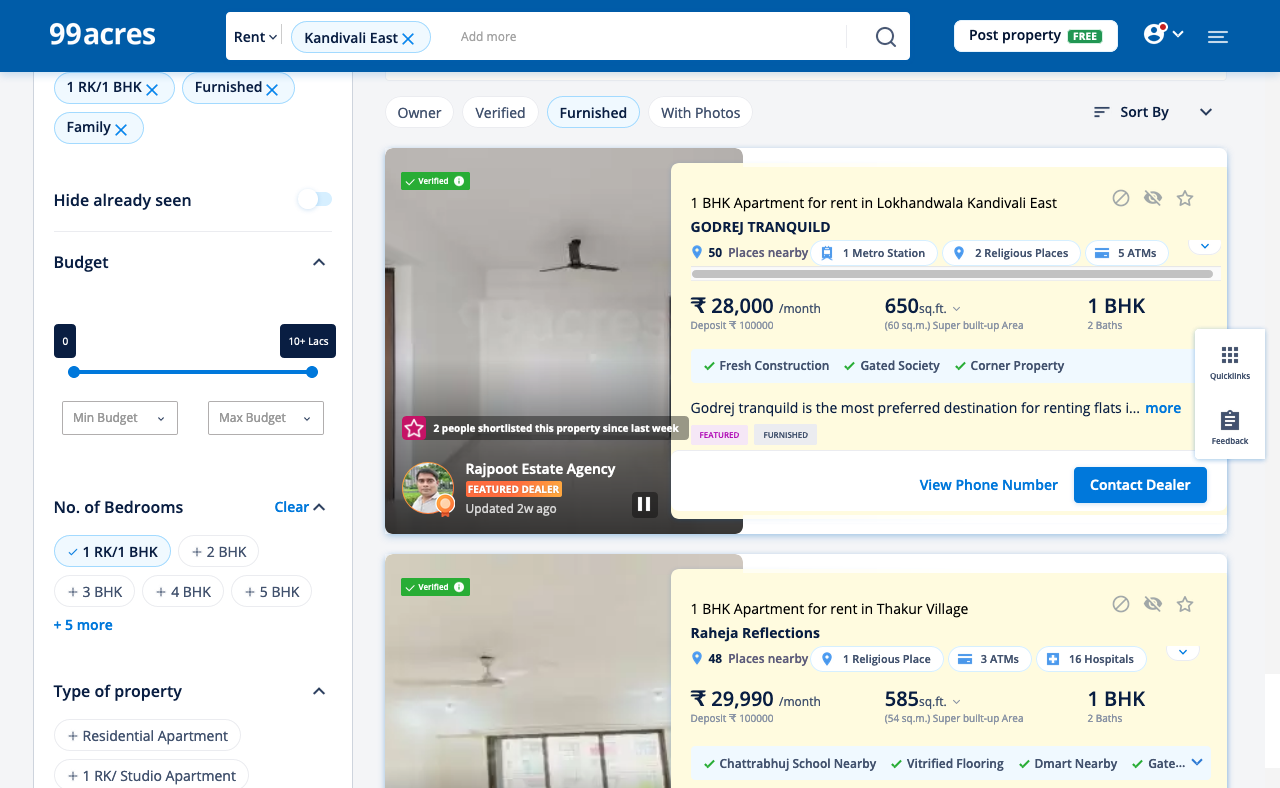 99acres
Rent
Kandivali East
Add more
Post property FREE
1 RK/1 BHK
Furnished
Family
Hide already seen
Budget
0
10+ Lacs
Min Budget
Max Budget
No. of Bedrooms
Clear
1 RK/1 BHK
+ 2 BHK
+ 3 BHK
+ 4 BHK
+ 5 BHK
+ 5 more
Type of property
+ Residential Apartment
+ 1 RK/ Studio Apartment
Owner
Verified
Furnished
With Photos
Sort By
Verified
99acres
2 people shortlisted this property since last week
Rajpoot Estate Agency
FEATURED DEALER
Updated 2w ago
1 BHK Apartment for rent in Lokhandwala Kandivali East
GODREJ TRANQUILD
50 Places nearby
1 Metro Station
2 Religious Places
5 ATMs
₹ 28,000 /month
Deposit ₹ 100000
650sq.ft.
(60 sq.m.) Super built-up Area
1 BHK
2 Baths
Fresh Construction
Gated Society
Corner Property
Godrej tranquild is the most preferred destination for renting flats i... more
FEATURED
FURNISHED
View Phone Number
Contact Dealer
Quicklinks
Feedback
Verified
1 BHK Apartment for rent in Thakur Village
Raheja Reflections
48 Places nearby
1 Religious Place
3 ATMs
16 Hospitals
₹ 29,990 /month
Deposit ₹ 100000
585sq.ft.
(54 sq.m.) Super built-up Area
1 BHK
2 Baths
Chattrabhuj School Nearby
Vitrified Flooring
Dmart Nearby
Gate...